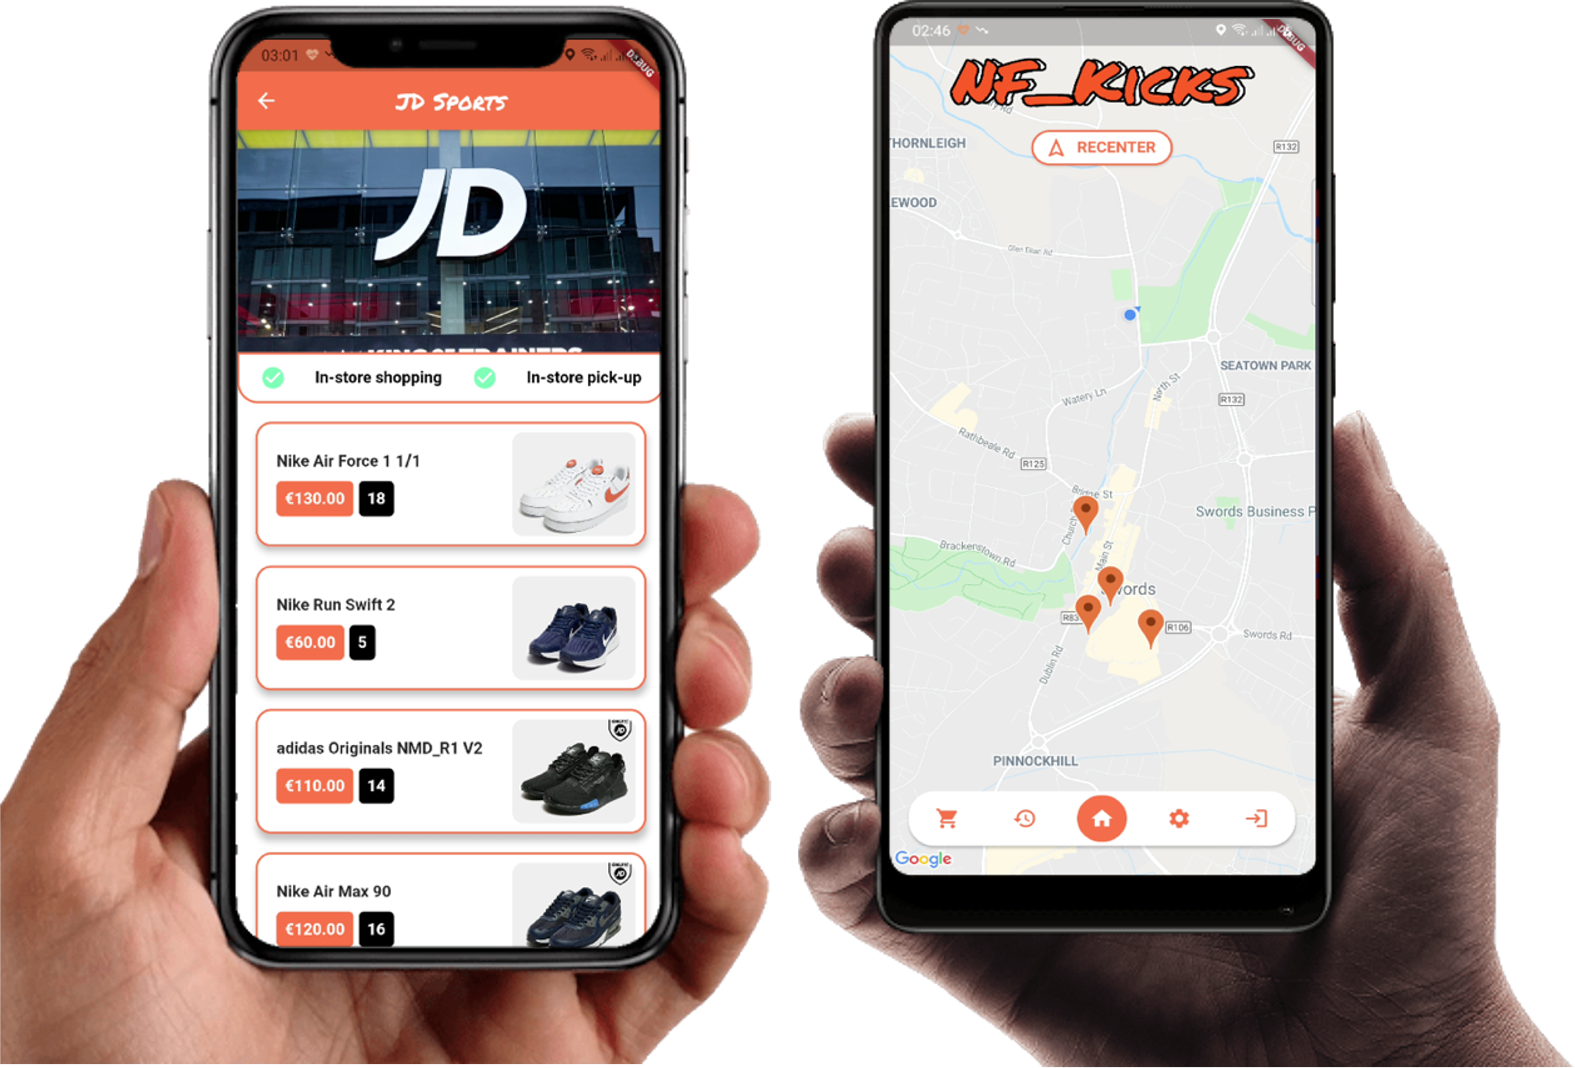 03:01
DEBUG
JD Sports
JD
In-store shopping
In-store pick-up
Nike Air Force 1 1/1
€130.00 18
Nike Run Swift 2
€60.00 5
adidas Originals NMD_R1 V2
€110.00 14
JD
Nike Air Max 90
€120.00 16
JD
02:46
DEBUG
NF_KICKS
RECENTER
THORNLEIGH
R132
EWOOD
Glen Ellan Rd
SEATOWN PARK
R132
Watery Ln
North St
Rathbeale Rd
R125
Bridge St
Swords Business P
Church
Main St
Brackenstown Rd
words
R83
R106
Swords Rd
Dublin Rd
PINNOCKHILL
Google